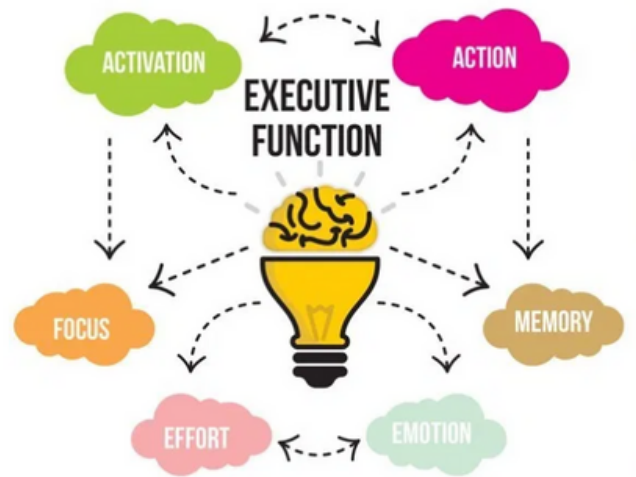 ACTIVATION
ACTION
EXECUTIVE
FUNCTION
FOCUS
MEMORY
EFFORT
EMOTION